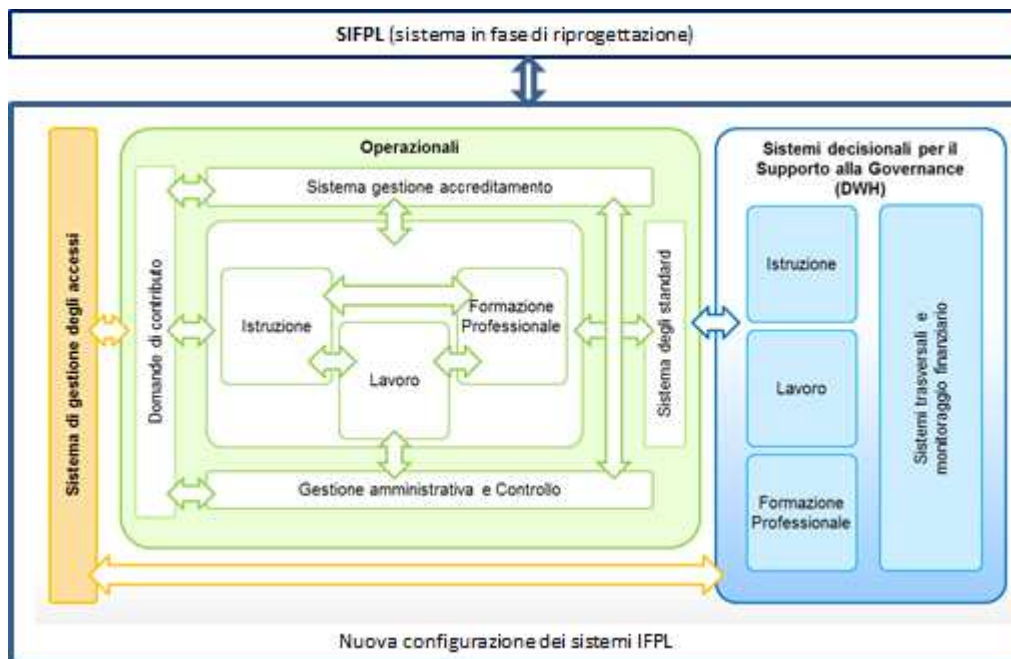 SIFPL (sistema in fase di riprogettazione)
Sistema di gestione degli accessi
Operazionali
Domande di contributo
Sistema gestione accreditamento
Istruzione
Formazione
Professionale
Lavoro
Sistema degli standard
Gestione amministrativa e Controllo
Sistemi decisionali per il
Supporto alla Governance
(DWH)
Istruzione
Lavoro
Formazione
Professionale
Sistemi trasversali e
monitoraggio finanziario
Nuova configurazione dei sistemi IFPL